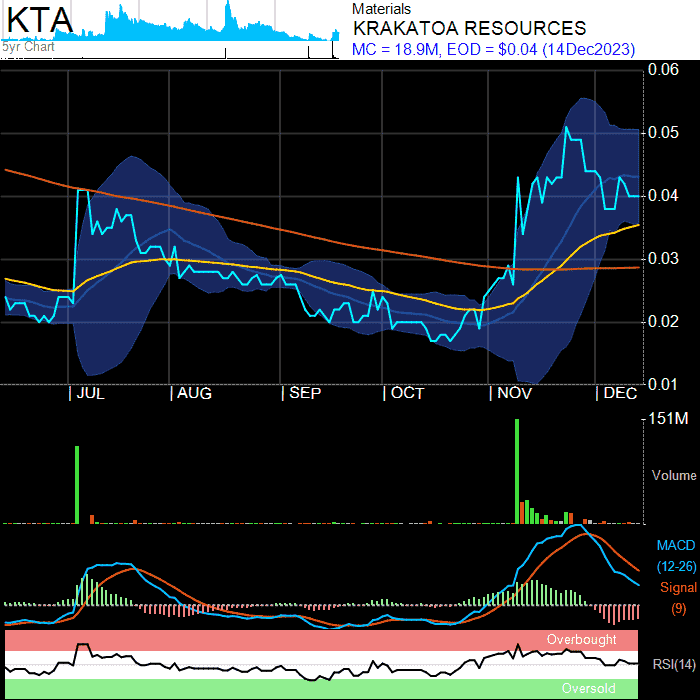 KTA
5yr Chart
Materials
KRAKATOA RESOURCES
MC = 18.9M, EOD = $0.04 (14Dec2023)
0.06
0.05
0.04
0.03
0.02
0.01
| JUL | AUG | SEP | OCT | NOV | DEC
151M
Volume
MACD
(12-26)
Signal
(9)
Overbought
RSI(14)
Oversold